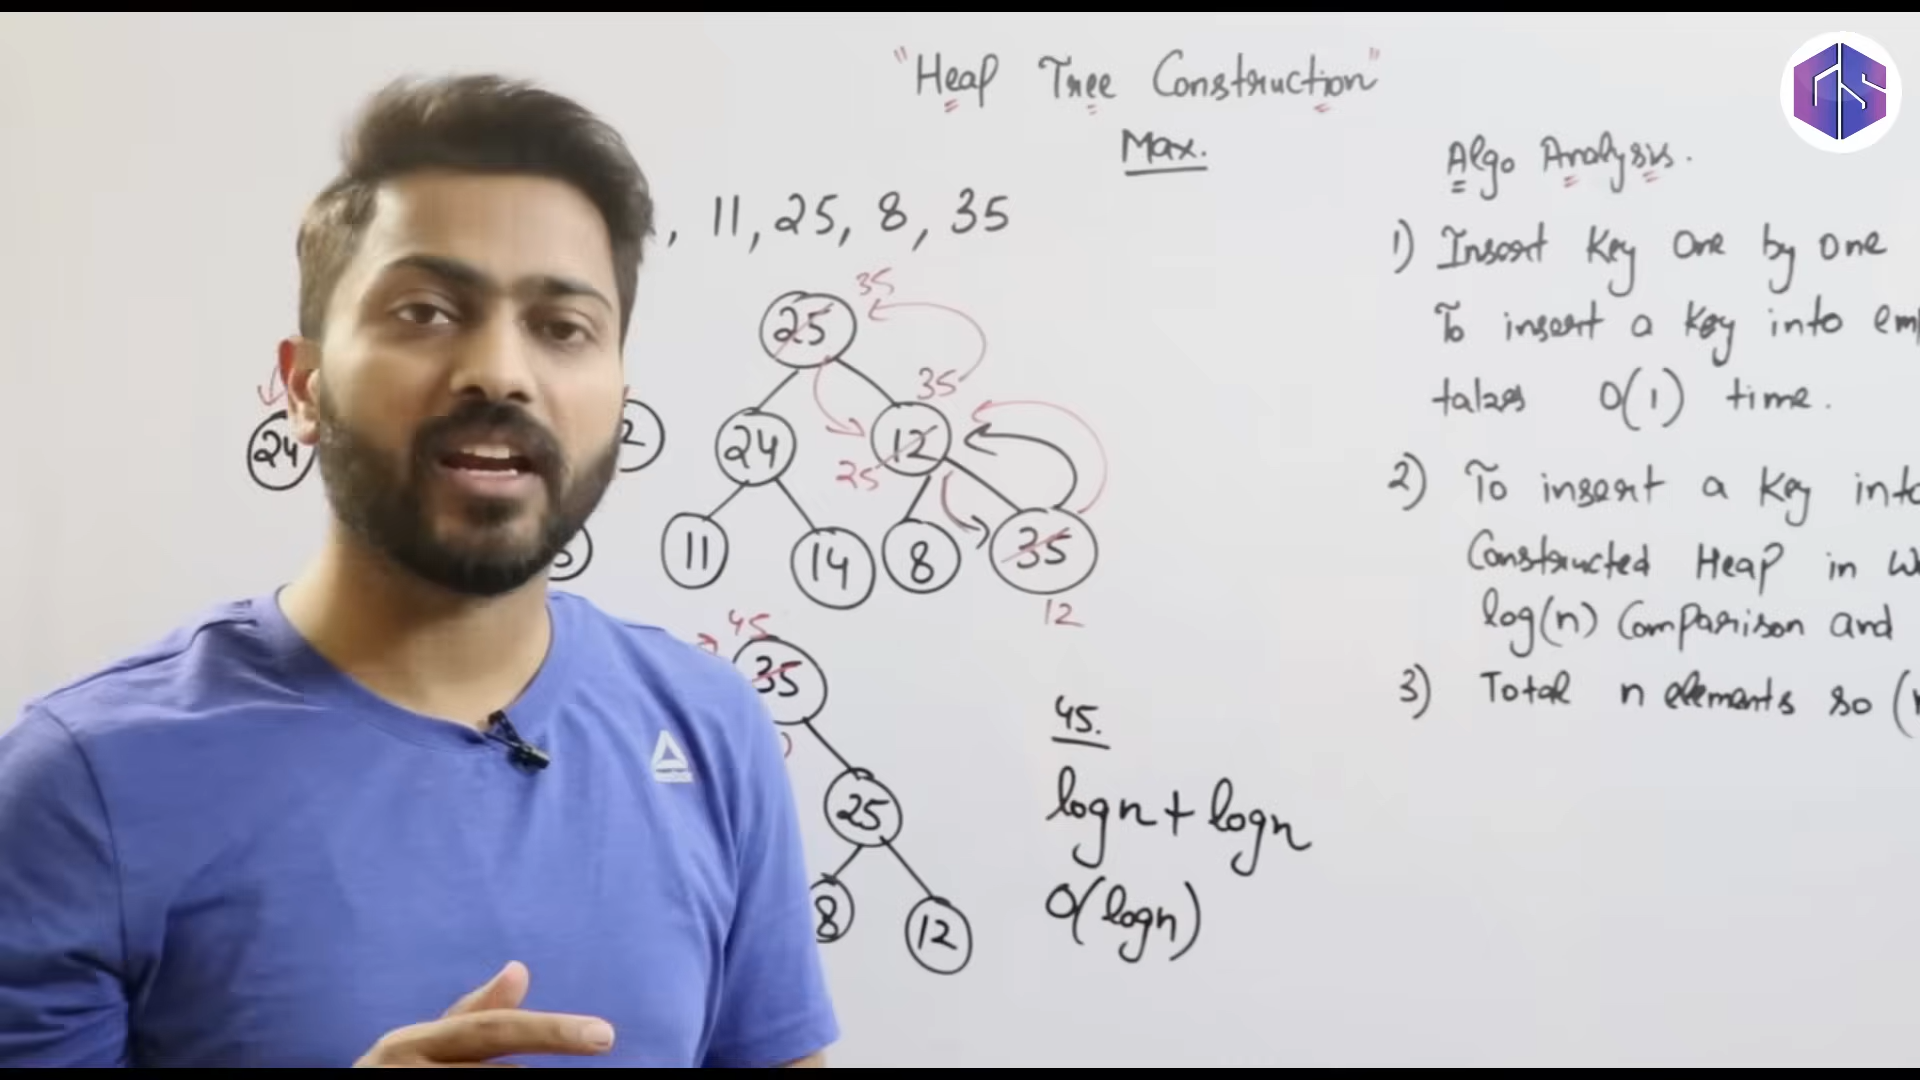 "Heap Tree Construction"
Max.
, 11, 25, 8, 35
35
25
35
24
12
25
11
14
8
35
12
24
2
45
35
25
8
12
45.
logn + logn
O(logn)
Algo Analysis.
1) Insert Key One by One
To insert a key into em
takes O(1) time.
2) To insert a key into
Constructed Heap in W
log(n) Comparison and
3) Total n elements so (